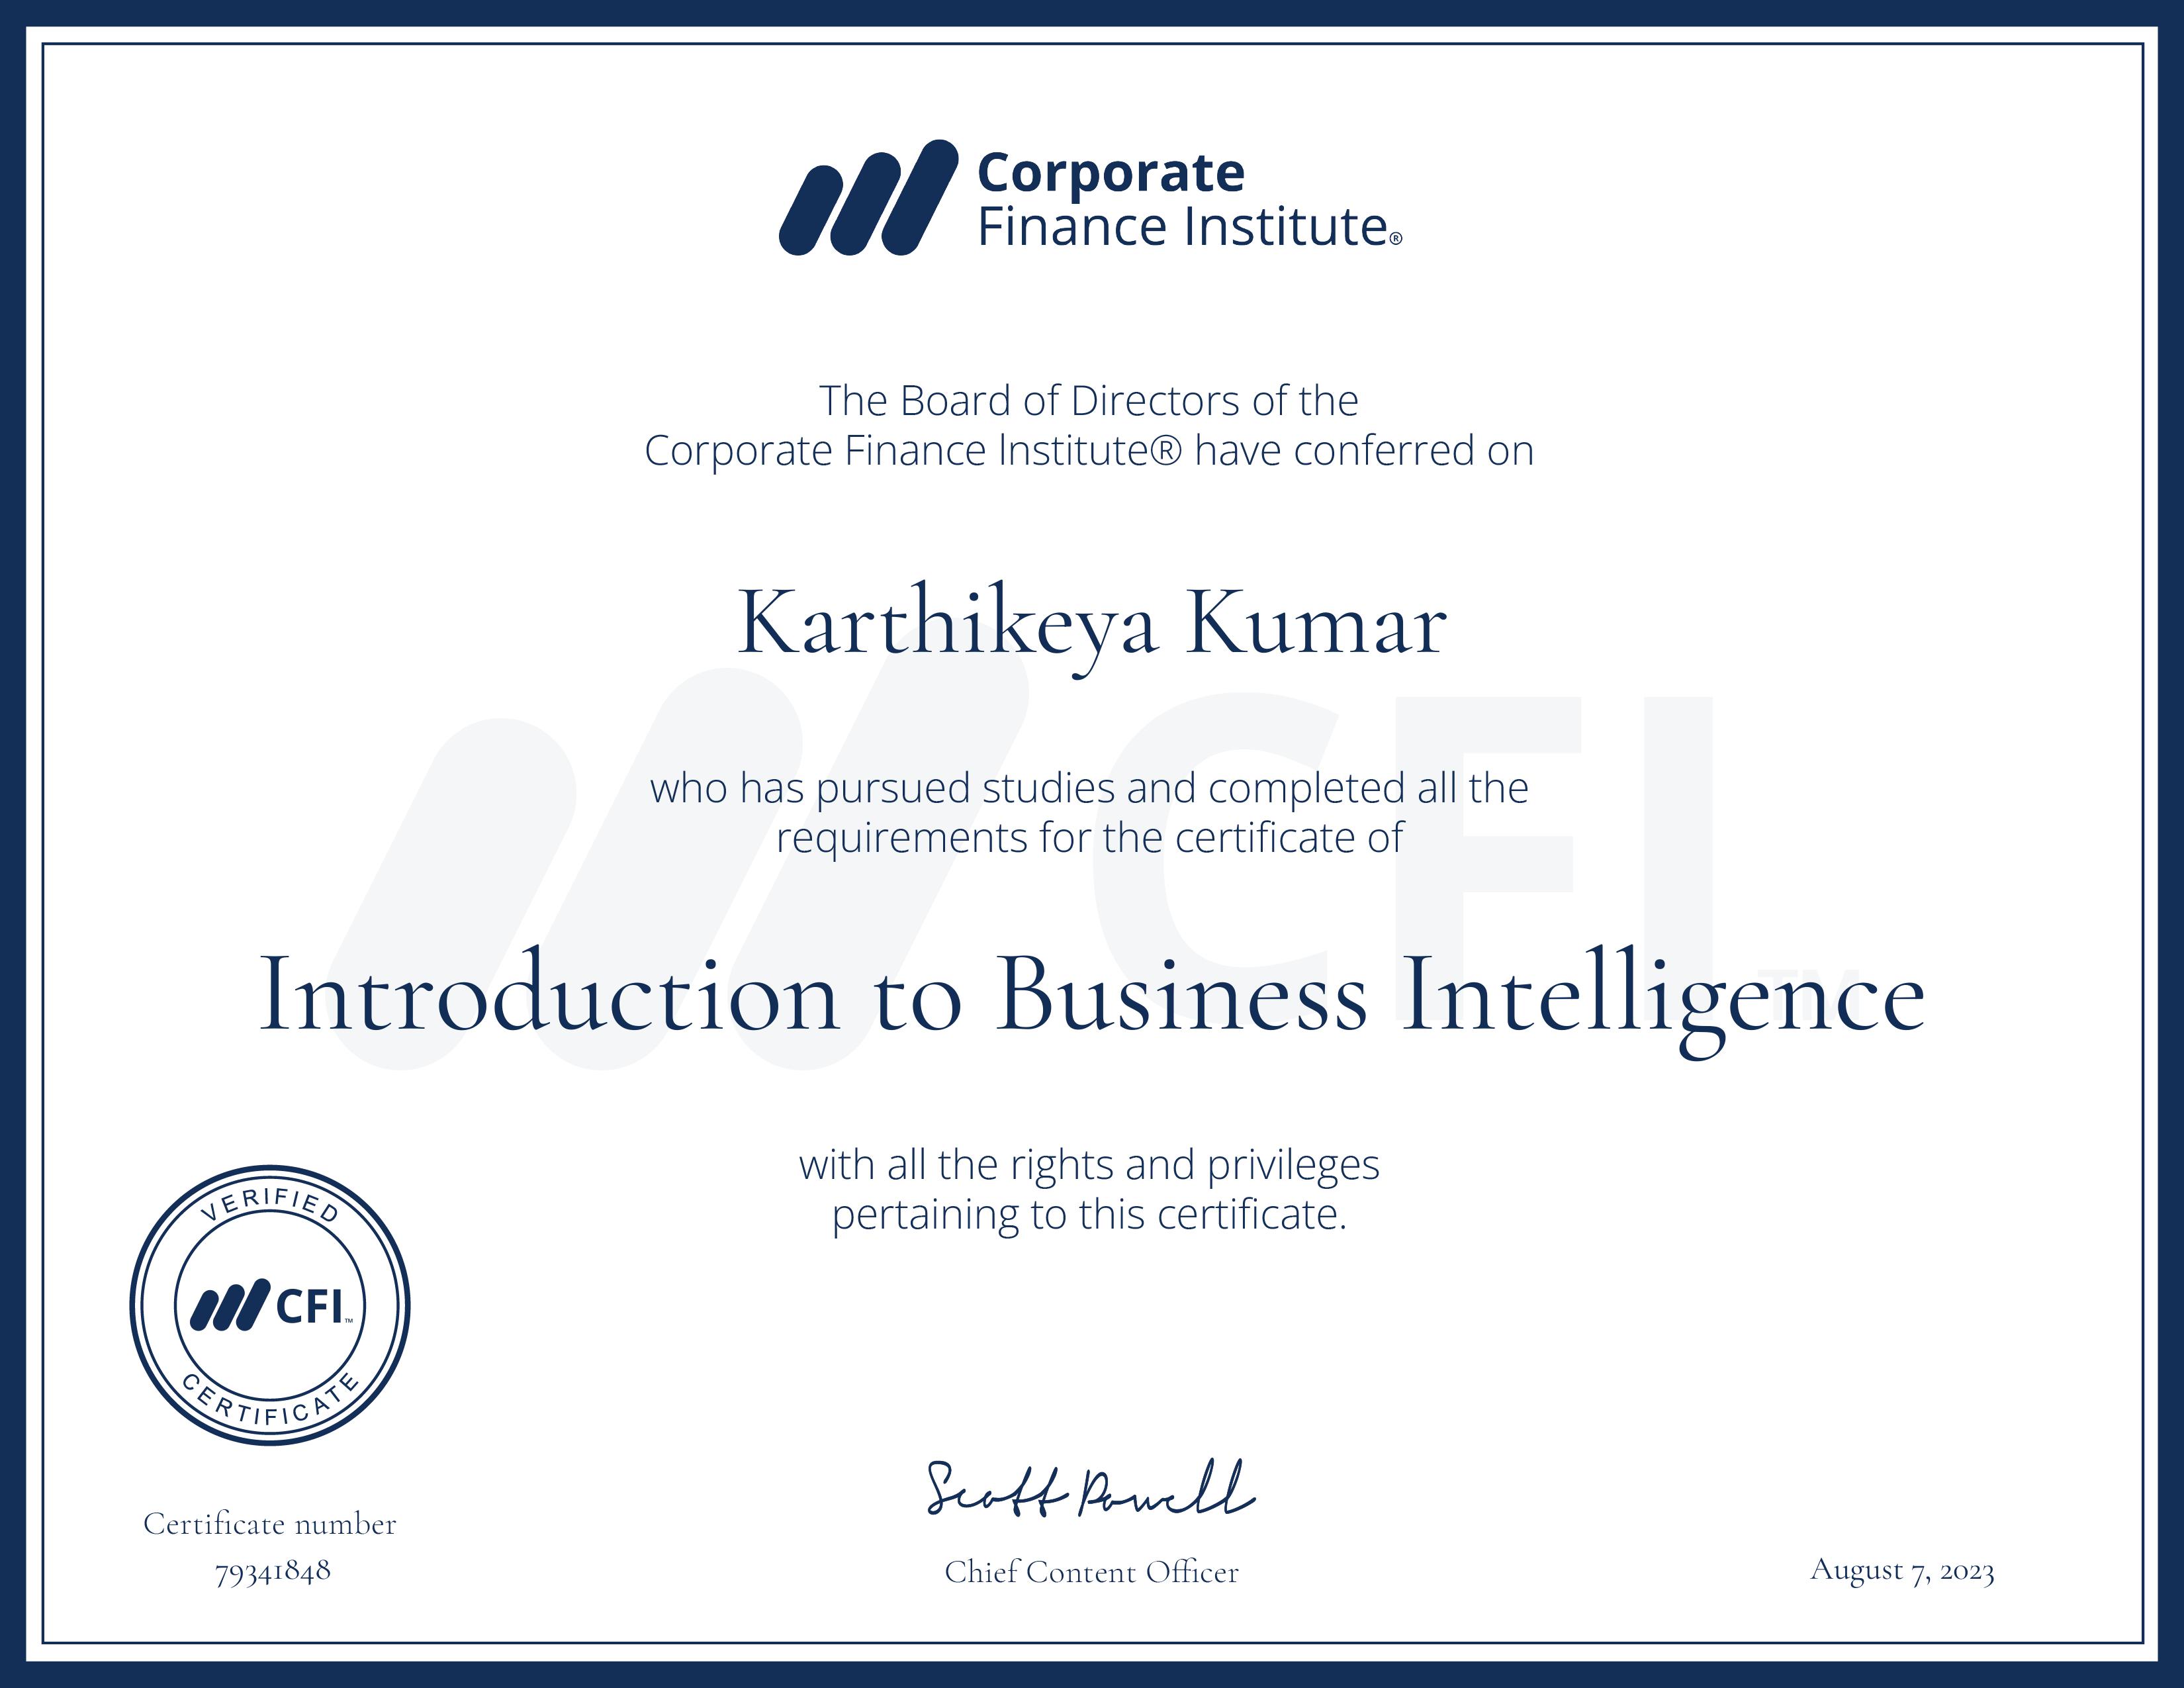 Corporate
Finance Institute®
The Board of Directors of the
Corporate Finance Institute® have conferred on
Karthikeya Kumar
CFI
TM
who has pursued studies and completed all the
requirements for the certificate of
Introduction to Business Intelligence
with all the rights and privileges
pertaining to this certificate.
VERIFIED
CFI™
CERTIFICATE
Scott Powell
Certificate number
79341848
Chief Content Officer
August 7, 2023